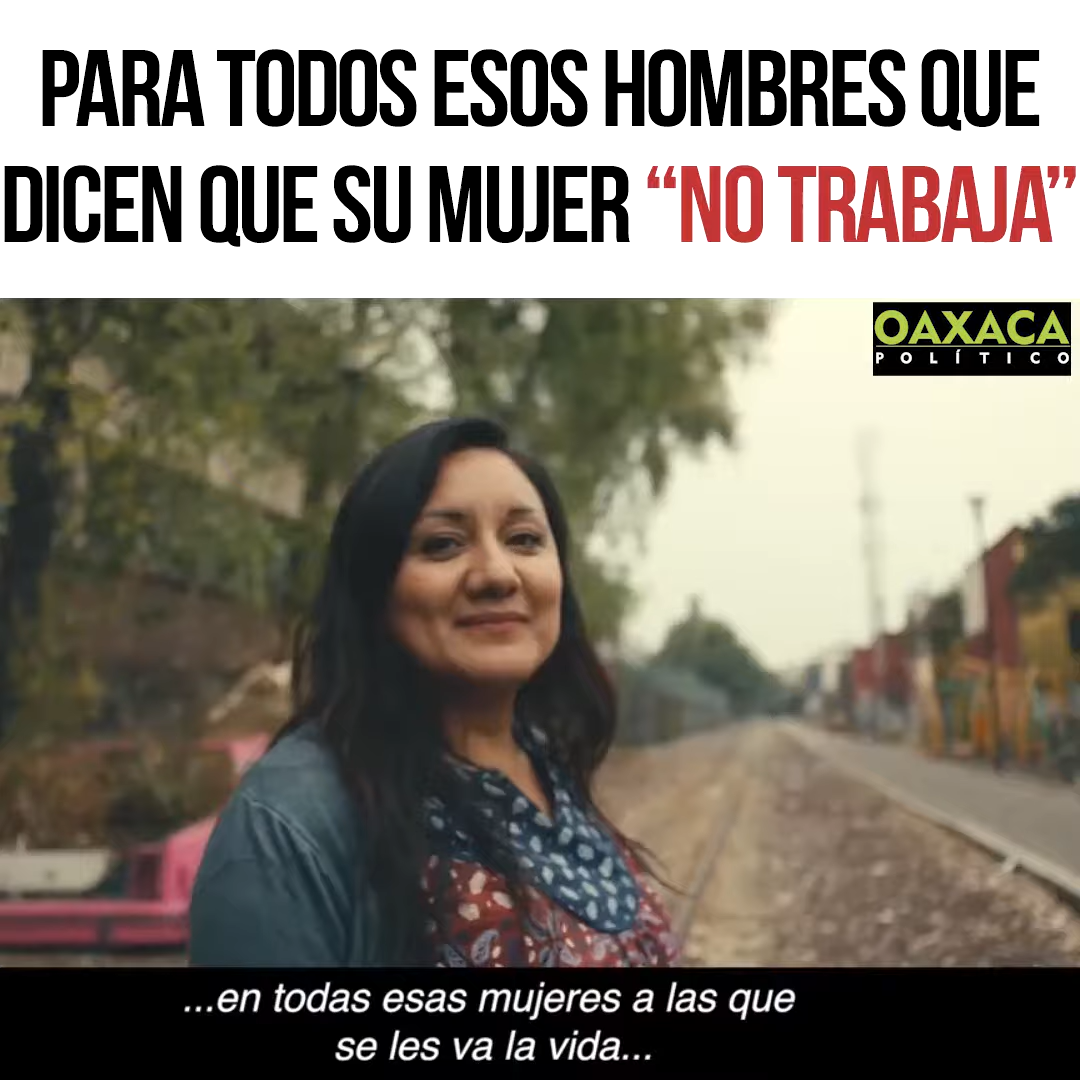 PARA TODOS ESOS HOMBRES QUE
DICEN QUE SU MUJER “NO TRABAJA”
OAXACA
POLÍTICO
...en todas esas mujeres a las que
se les va la vida...